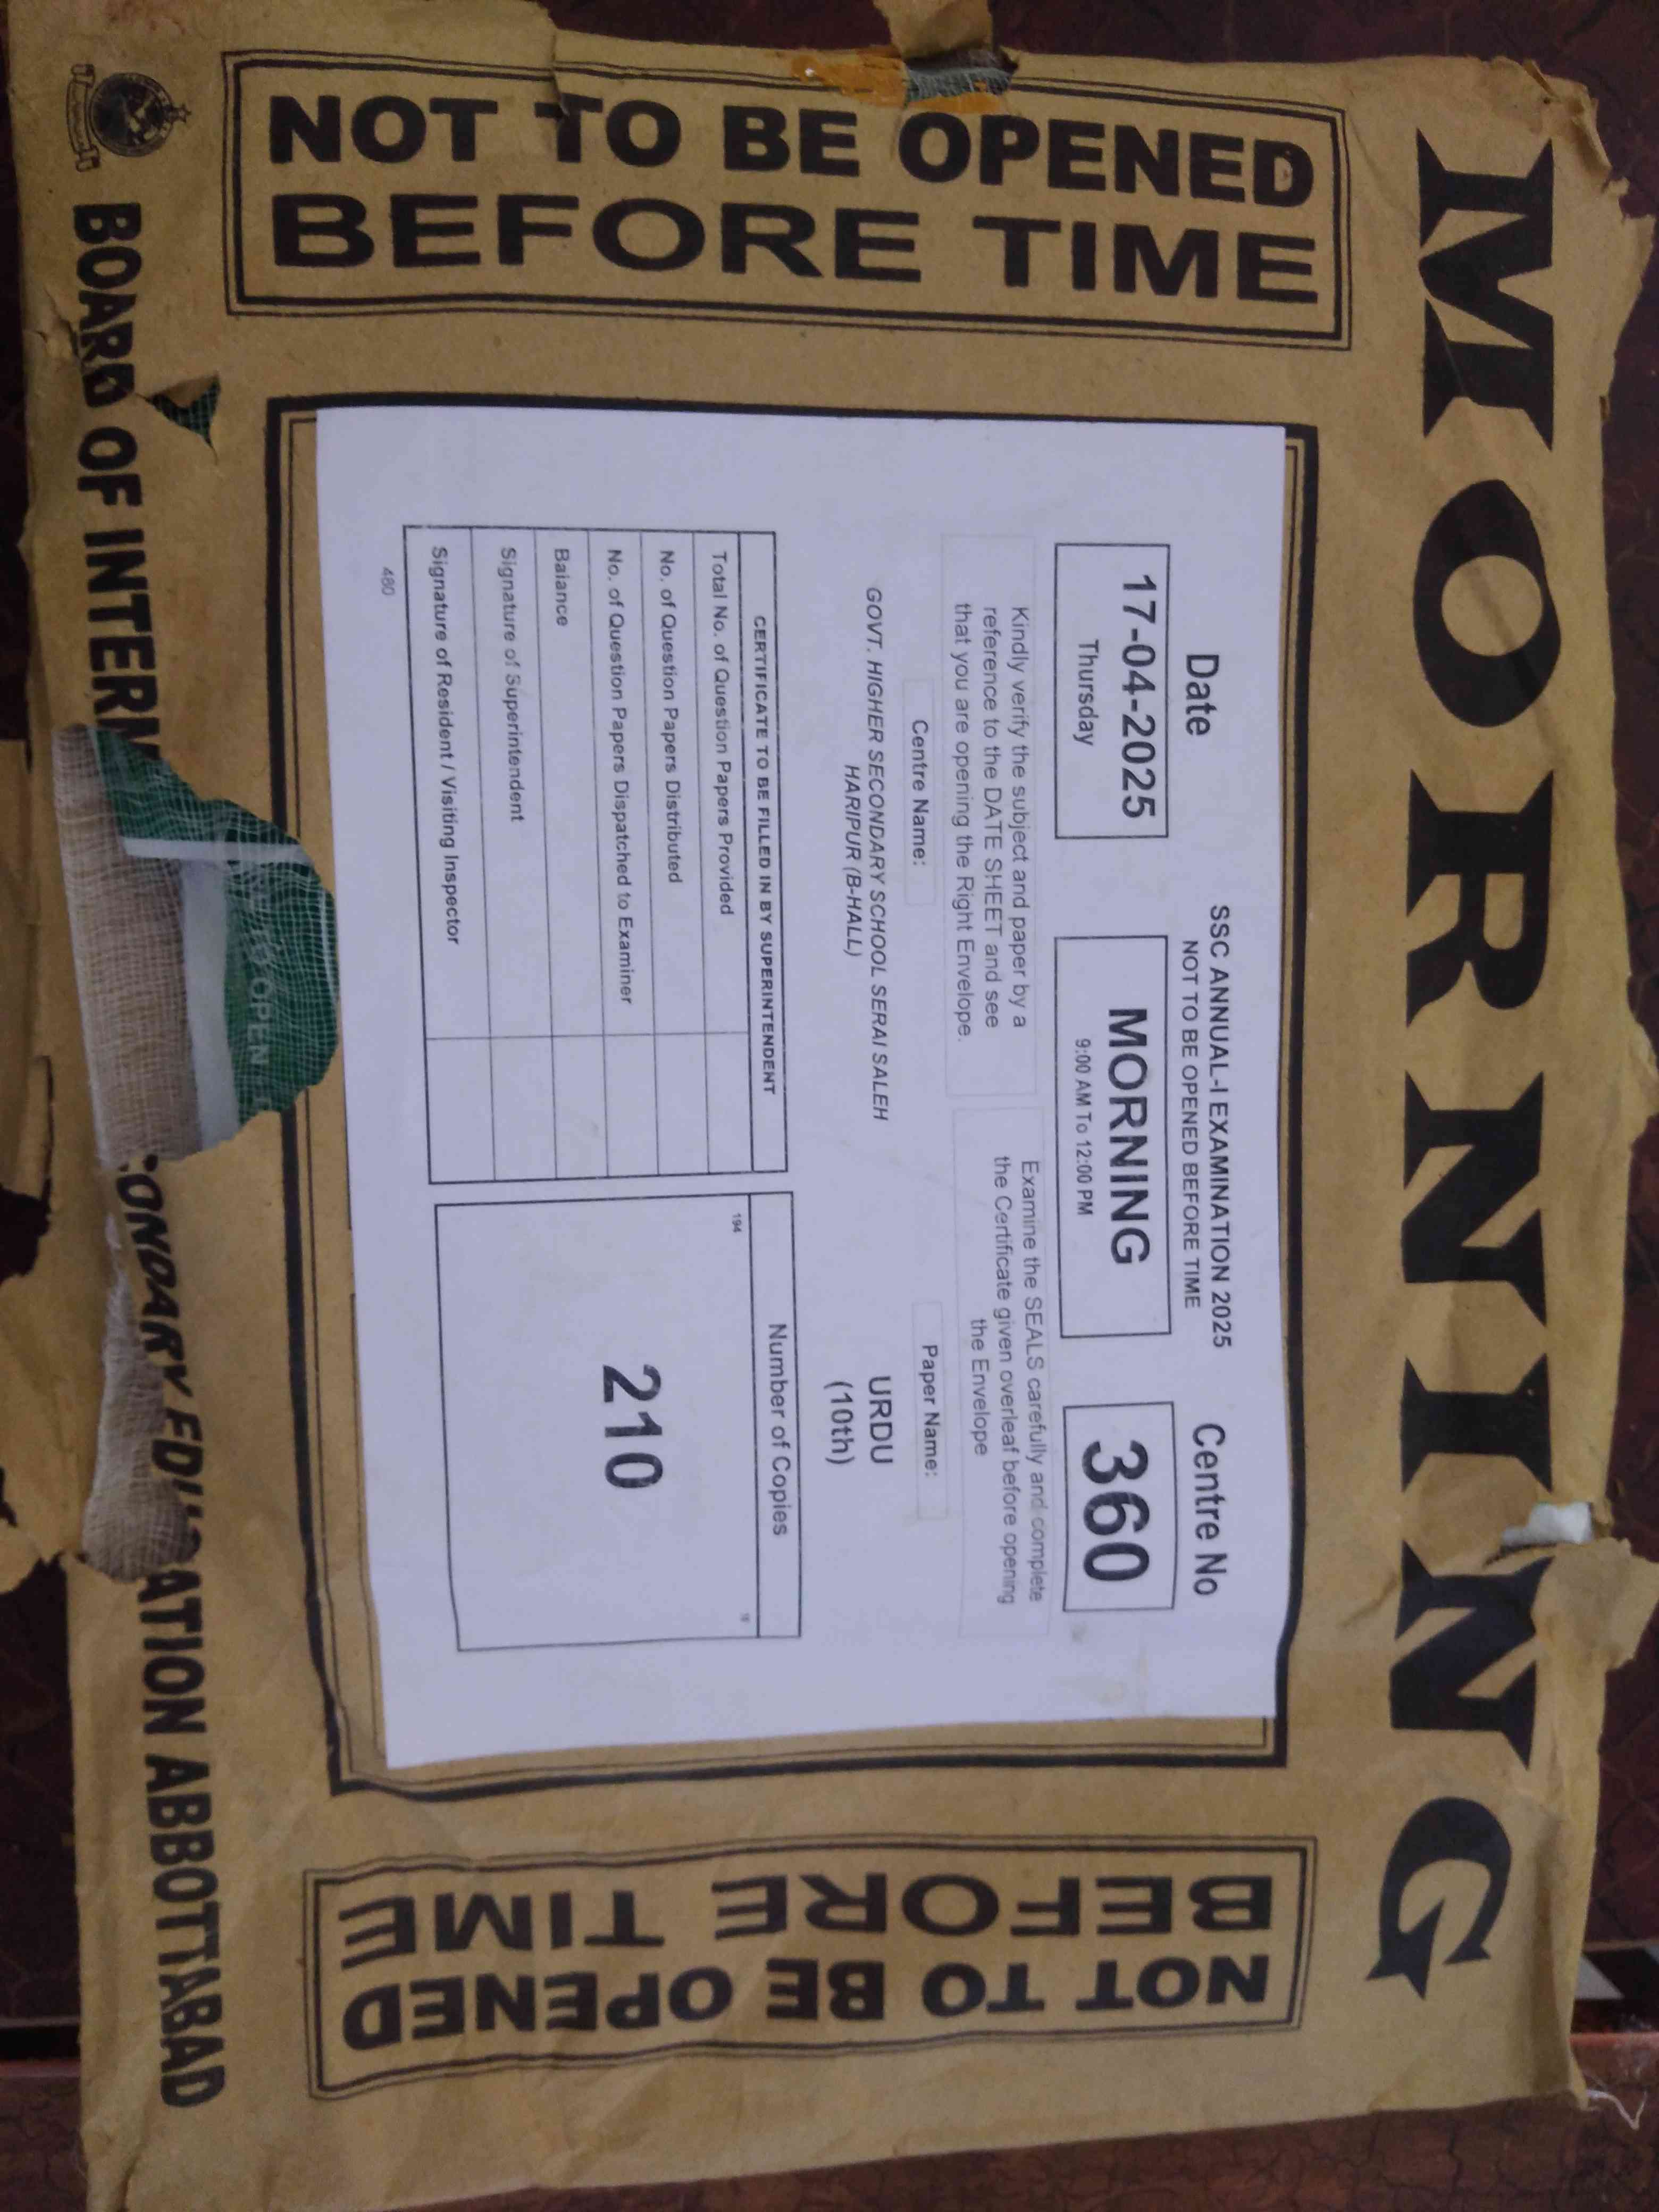 MORNING
NOT TO BE OPENED
BEFORE TIME
Date
17-04-2025
Thursday
SSC ANNUAL-I EXAMINATION 2025
NOT TO BE OPENED BEFORE TIME
MORNING
9:00 AM To 12:00 PM
Centre No
360
Kindly verify the subject and paper by a
reference to the DATE SHEET and see
that you are opening the Right Envelope.
Examine the SEALS carefully and complete
the Certificate given overleaf before opening
the Envelope
Centre Name:
GOVT. HIGHER SECONDARY SCHOOL SERAI SALEH
HARIPUR (B-HALL)
Paper Name:
URDU
(10th)
CERTIFICATE TO BE FILLED IN BY SUPERINTENDENT
Total No. of Question Papers Provided
No. of Question Papers Distributed
No. of Question Papers Dispatched to Examiner
Balance
Signature of Superintendent
Signature of Resident / Visiting Inspector
480
Number of Copies
194
210
NOT TO BE OPENED
BEFORE TIME
BOARD OF INTERM
ONDARY EDUCATION ABBOTTABAD
TO OPEN